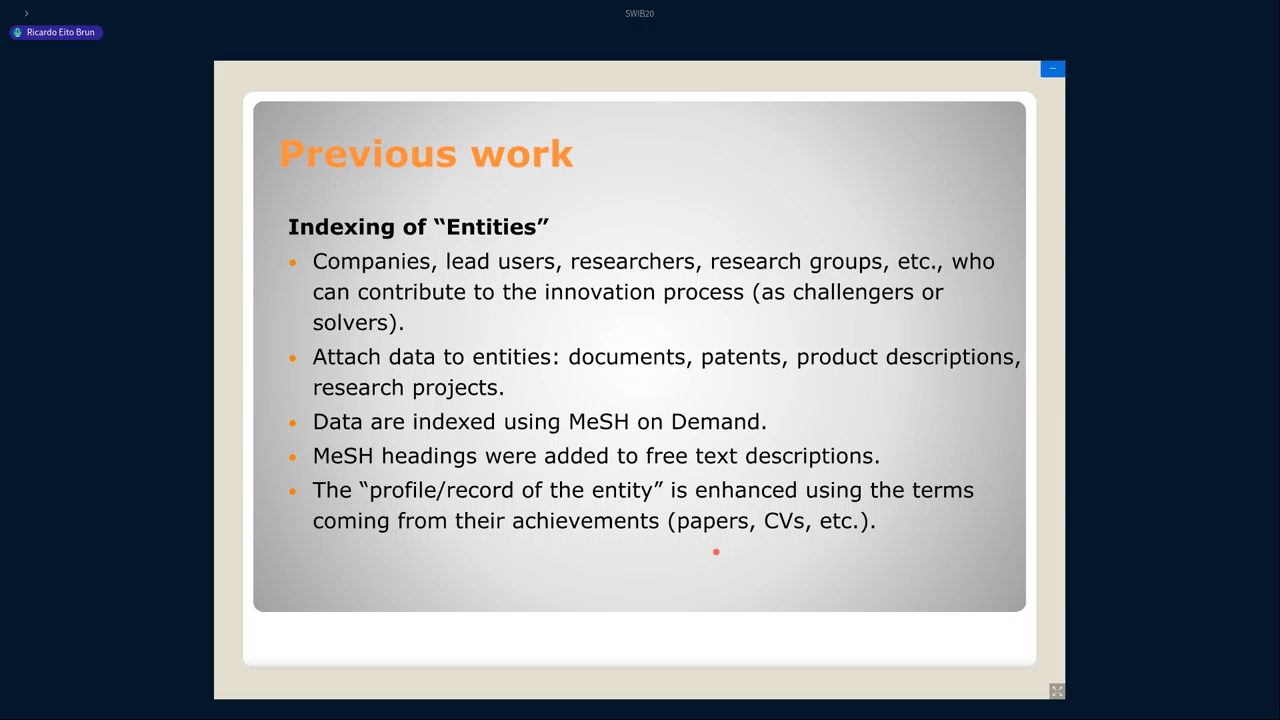 SWIB20
Ricardo Eito Brun
Previous work
Indexing of “Entities”
• Companies, lead users, researchers, research groups, etc., who
can contribute to the innovation process (as challengers or
solvers).
• Attach data to entities: documents, patents, product descriptions,
research projects.
• Data are indexed using MeSH on Demand.
• MeSH headings were added to free text descriptions.
• The “profile/record of the entity” is enhanced using the terms
coming from their achievements (papers, CVs, etc.).